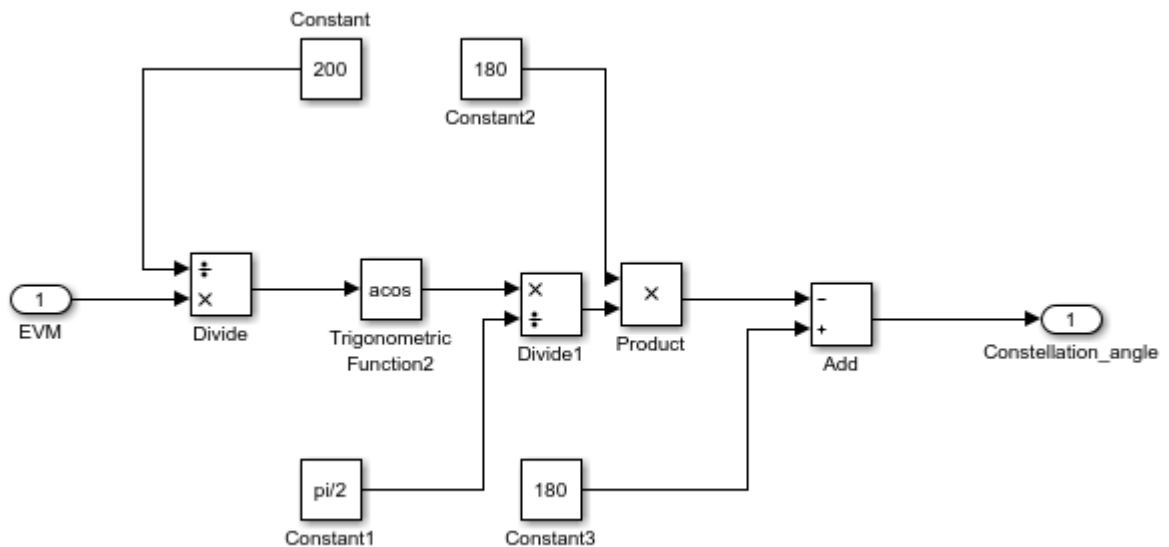 Constant
200
180
Constant2
÷
×
1
EVM
Divide
acos
Trigonometric
Function2
×
÷
Divide1
×
Product
−
+
Add
1
Constellation_angle
pi/2
Constant1
180
Constant3